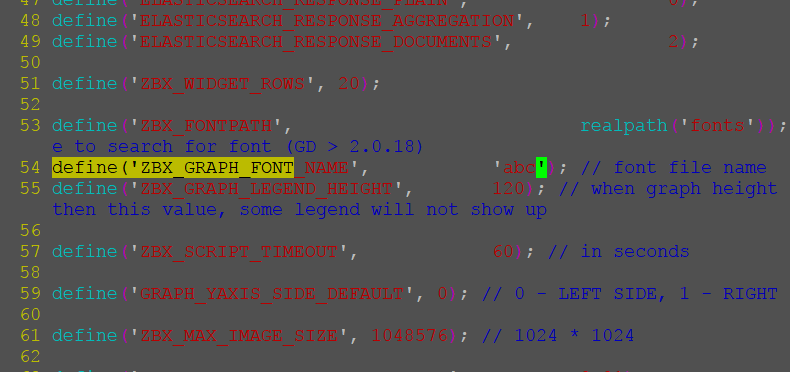 47 define('ELASTICSEARCH_RESPONSE_PLAIN', 0);
48 define('ELASTICSEARCH_RESPONSE_AGGREGATION', 1);
49 define('ELASTICSEARCH_RESPONSE_DOCUMENTS', 2);
50
51 define('ZBX_WIDGET_ROWS', 20);
52
53 define('ZBX_FONTPATH', realpath('fonts'));
e to search for font (GD > 2.0.18)
54 define('ZBX_GRAPH_FONT_NAME', 'abc'); // font file name
55 define('ZBX_GRAPH_LEGEND_HEIGHT', 120); // when graph height
then this value, some legend will not show up
56
57 define('ZBX_SCRIPT_TIMEOUT', 60); // in seconds
58
59 define('GRAPH_YAXIS_SIDE_DEFAULT', 0); // 0 - LEFT SIDE, 1 - RIGHT
60
61 define('ZBX_MAX_IMAGE_SIZE', 1048576); // 1024 * 1024
62